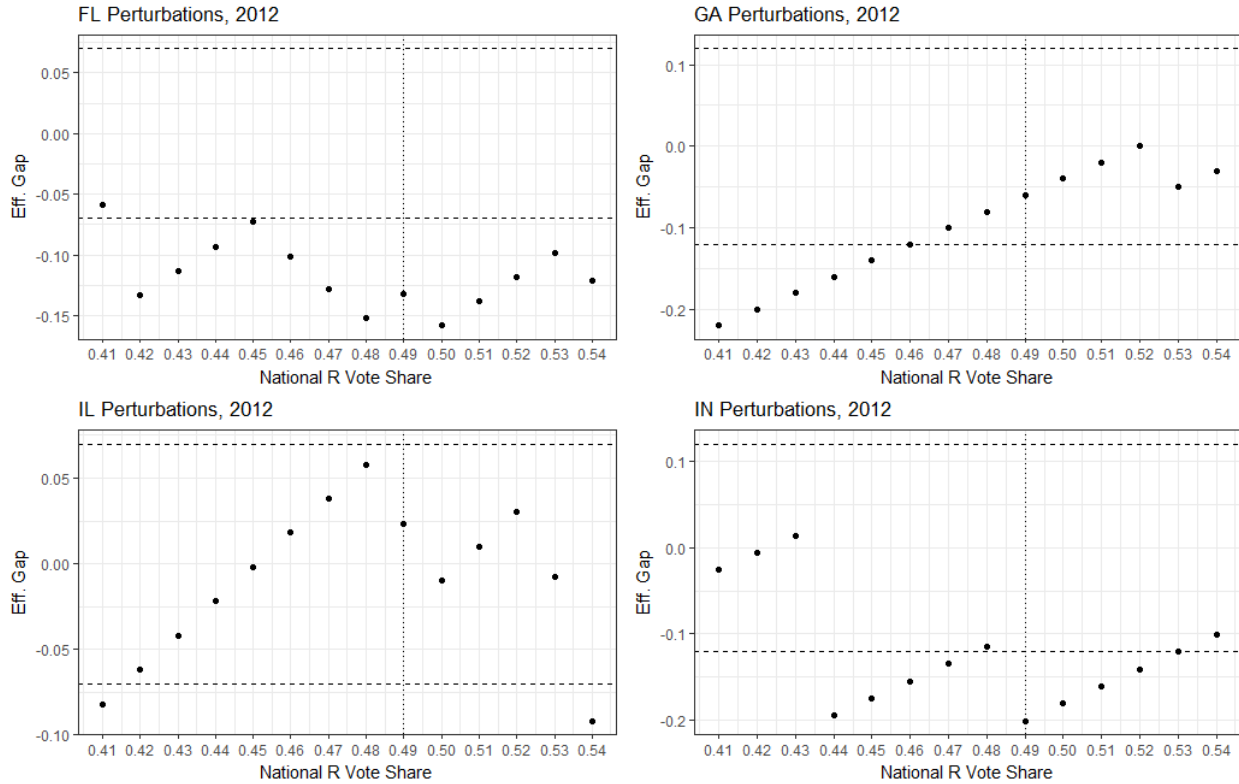 FL Perturbations, 2012
0.05
0.00
-0.05
-0.10
-0.15
Eff. Gap
0.41 0.42 0.43 0.44 0.45 0.46 0.47 0.48 0.49 0.50 0.51 0.52 0.53 0.54
National R Vote Share
GA Perturbations, 2012
0.1
0.0
-0.1
-0.2
Eff. Gap
0.41 0.42 0.43 0.44 0.45 0.46 0.47 0.48 0.49 0.50 0.51 0.52 0.53 0.54
National R Vote Share
IL Perturbations, 2012
0.05
0.00
-0.05
-0.10
Eff. Gap
0.41 0.42 0.43 0.44 0.45 0.46 0.47 0.48 0.49 0.50 0.51 0.52 0.53 0.54
National R Vote Share
IN Perturbations, 2012
0.1
0.0
-0.1
-0.2
Eff. Gap
0.41 0.42 0.43 0.44 0.45 0.46 0.47 0.48 0.49 0.50 0.51 0.52 0.53 0.54
National R Vote Share